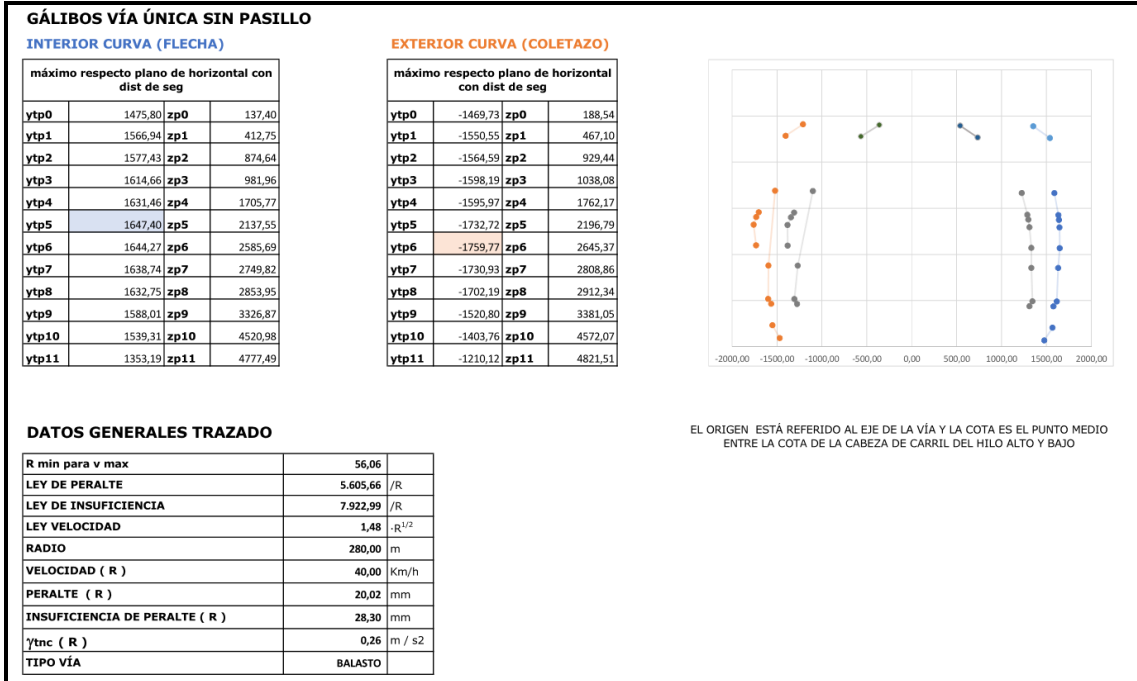 GÁLIBOS VÍA ÚNICA SIN PASILLO
INTERIOR CURVA (FLECHA)
máximo respecto plano de horizontal con
dist de seg
ytp0 1475,80 zp0 137,40
ytp1 1566,94 zp1 412,75
ytp2 1577,43 zp2 874,64
ytp3 1614,66 zp3 981,96
ytp4 1631,46 zp4 1705,77
ytp5 1647,40 zp5 2137,55
ytp6 1644,27 zp6 2585,69
ytp7 1638,74 zp7 2749,82
ytp8 1632,75 zp8 2853,95
ytp9 1588,01 zp9 3326,87
ytp10 1539,31 zp10 4520,98
ytp11 1353,19 zp11 4777,49
EXTERIOR CURVA (COLETAZO)
máximo respecto plano de horizontal
con dist de seg
ytp0 -1469,73 zp0 188,54
ytp1 -1550,55 zp1 467,10
ytp2 -1564,59 zp2 929,44
ytp3 -1598,19 zp3 1038,08
ytp4 -1595,97 zp4 1762,17
ytp5 -1732,72 zp5 2196,79
ytp6 -1759,77 zp6 2645,37
ytp7 -1730,93 zp7 2808,86
ytp8 -1702,19 zp8 2912,34
ytp9 -1520,80 zp9 3381,05
ytp10 -1403,76 zp10 4572,07
ytp11 -1210,12 zp11 4821,51
-2000,00 -1500,00 -1000,00 -500,00 0,00 500,00 1000,00 1500,00 2000,00
EL ORIGEN ESTÁ REFERIDO AL EJE DE LA VÍA Y LA COTA ES EL PUNTO MEDIO
ENTRE LA COTA DE LA CABEZA DE CARRIL DEL HILO ALTO Y BAJO
DATOS GENERALES TRAZADO
R min para v max 56,06
LEY DE PERALTE 5.605,66 /R
LEY DE INSUFICIENCIA 7.922,99 /R
LEY VELOCIDAD 1,48 ·R^1/2
RADIO 280,00 m
VELOCIDAD ( R ) 40,00 Km/h
PERALTE ( R ) 20,02 mm
INSUFICIENCIA DE PERALTE ( R ) 28,30 mm
γtnc ( R ) 0,26 m / s2
TIPO VÍA BALASTO